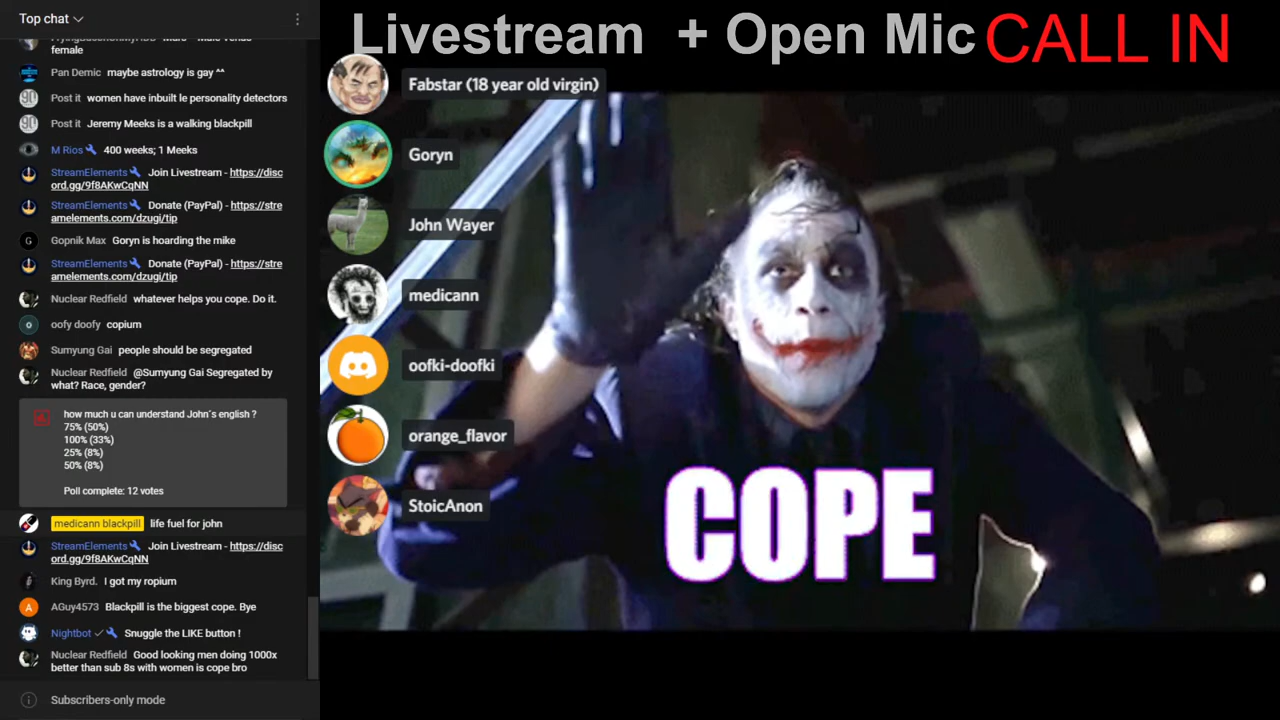 Top chat
female
Pan Demic maybe astrology is gay ^^
Post it women have inbuilt le personality detectors
Post it Jeremy Meeks is a walking blackpill
M Rios 400 weeks; 1 Meeks
StreamElements Join Livestream - https://disc
ord.gg/9f8AKwCqNN
StreamElements Donate (PayPal) - https://stre
amelements.com/dzugi/tip
G Gopnik Max Goryn is hoarding the mike
StreamElements Donate (PayPal) - https://stre
amelements.com/dzugi/tip
Nuclear Redfield whatever helps you cope. Do it.
o oofy doofy copium
Sumyung Gai people should be segregated
Nuclear Redfield @Sumyung Gai Segregated by
what? Race, gender?
how much u can understand John's english ?
75% (50%)
100% (33%)
25% (8%)
50% (8%)
Poll complete: 12 votes
medicann blackpill life fuel for john
StreamElements Join Livestream - https://disc
ord.gg/9f8AKwCqNN
King Byrd. I got my ropium
A AGuy4573 Blackpill is the biggest cope. Bye
Nightbot Snuggle the LIKE button !
Nuclear Redfield Good looking men doing 1000x
better than sub 8s with women is cope bro
Subscribers-only mode
Livestream + Open Mic CALL IN
Fabstar (18 year old virgin)
Goryn
John Wayer
medicann
oofki-doofki
orange_flavor
StoicAnon
COPE